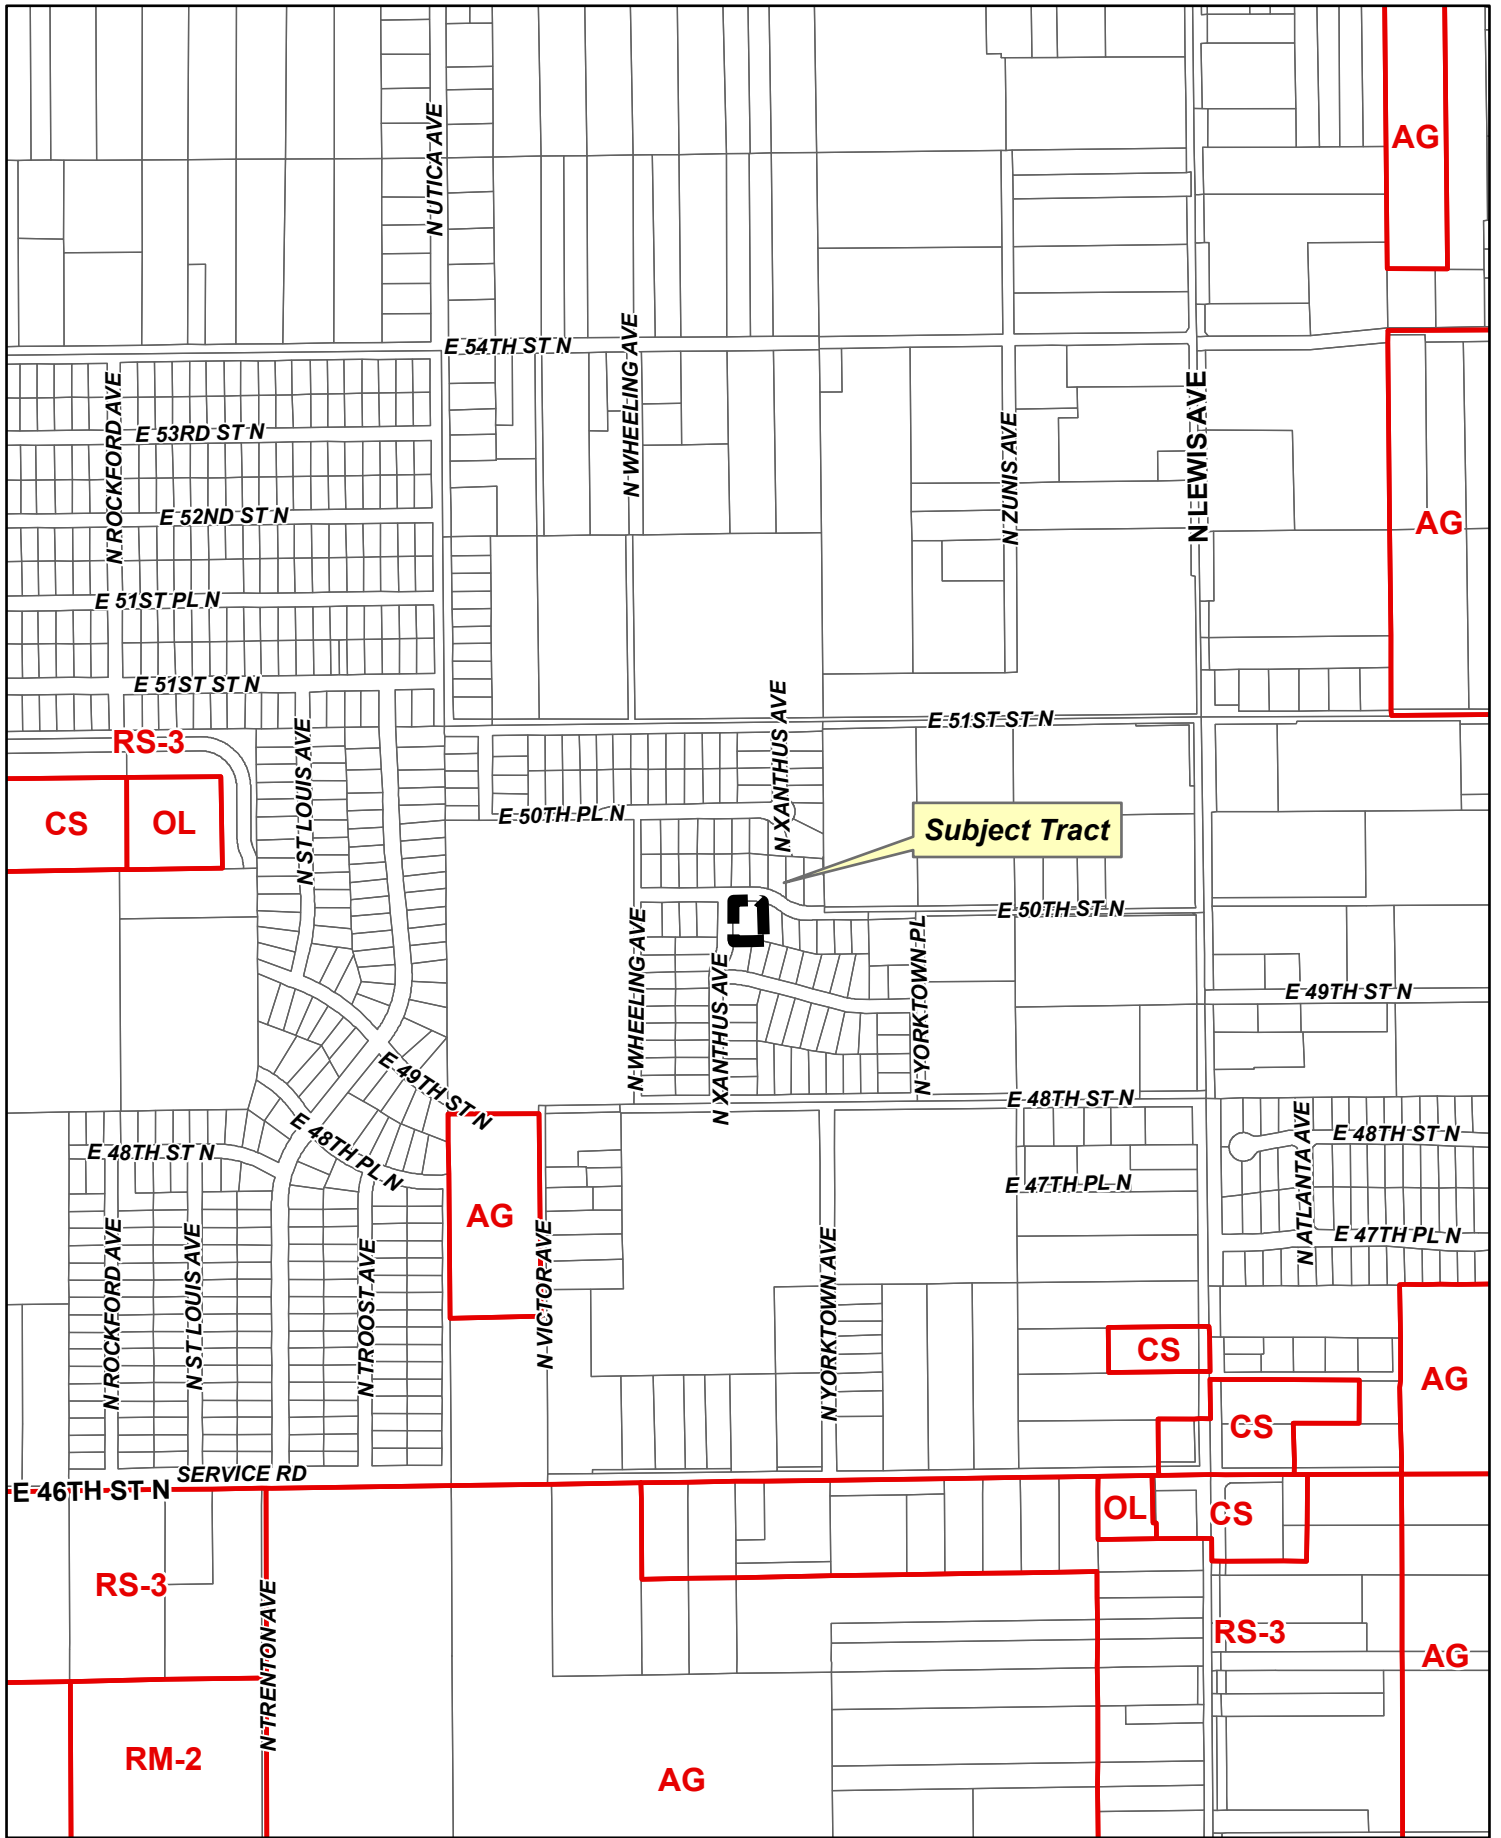 AG
N UTICA AVE
E 54TH ST N
N WHEELING AVE
N ROCKFORD AVE
E 53RD ST N
N LEWIS AVE
N ZUNIS AVE
E 52ND ST N
AG
E 51ST PL N
E 51ST ST N
N XANTHUS AVE
E 51ST ST N
RS-3
N ST LOUIS AVE
CS
OL
E 50TH PL N
Subject Tract
E 50TH ST N
N WHEELING AVE
N XANTHUS AVE
N YORKTOWN PL
E 49TH ST N
E 49TH ST N
E 48TH ST N
E 48TH PL N
E 48TH ST N
N ATLANTA AVE
E 48TH ST N
E 47TH PL N
AG
E 47TH PL N
N ROCKFORD AVE
N ST LOUIS AVE
N TROOST AVE
N VICTOR AVE
N YORKTOWN AVE
CS
AG
CS
SERVICE RD
E 46TH ST N
OL
CS
RS-3
N TRENTON AVE
RS-3
AG
RM-2
AG